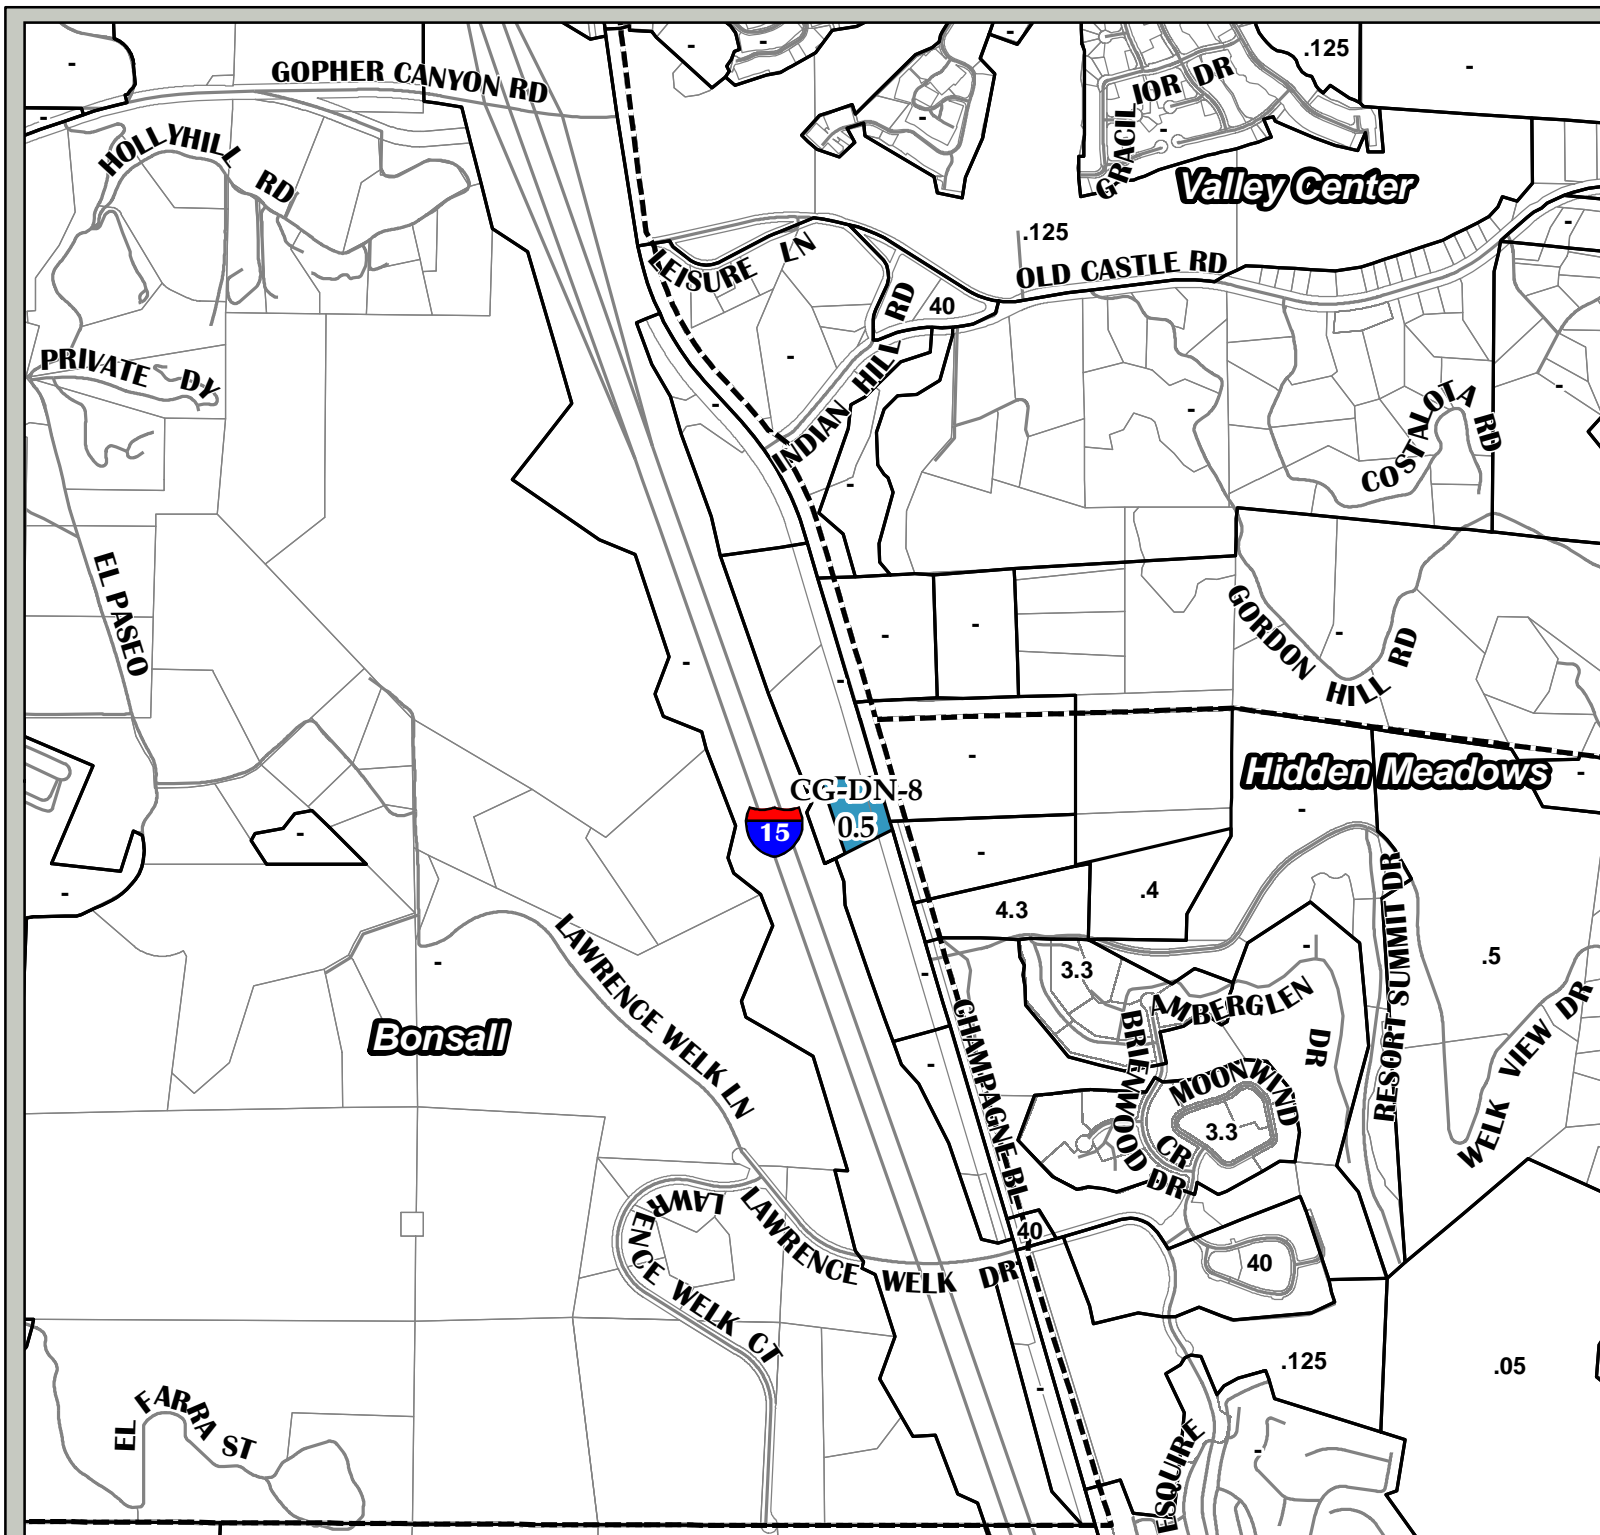 .125
-
-
-
-
-
GOPHER CANYON RD
IOR DR
GRACIL
-
-
-
HOLLYHILL RD
Valley Center
.125
-
LEISURE LN
OLD CASTLE RD
40
INDIAN HILL RD
-
PRIVATE DY
-
-
-
COSTALOTA RD
-
EL PASEO
-
-
GORDON HILL RD
-
-
-
-
Hidden Meadows
-
CG-DN-8
0.5
15
-
-
-
-
4.3
.4
RESORT SUMMIT DR
LAWRENCE WELK LN
-
3.3
-
.5
-
AMBERGLEN DR
BRIENWOOD DR
WELK VIEW DR
Bonsall
CHAMPAGNE BL
-
MOONWIND CR
3.3
LAWRENCE WELK CT
LAWRENCE WELK DR
40
40
.125
.05
-
EL FARRA ST
ESQUIRE
-